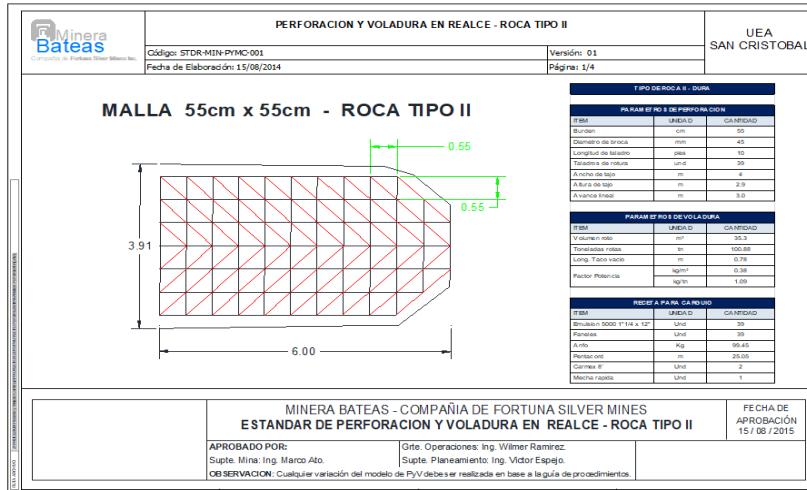 Minera
Bateas
Compañía de Fortuna Silver Mines Inc.
PERFORACION Y VOLADURA EN REALCE - ROCA TIPO II
Código: STDR-MIN-PYMC-001
Versión: 01
Fecha de Elaboración: 15/08/2014
Página: 1/4
UEA
SAN CRISTOBAL
MALLA 55cm x 55cm - ROCA TIPO II
0.55
0.55
3.91
6.00
TIPO DE ROCA II - DURA
PARAMETROS DE PERFORACION
ITEM UNIDAD CANTIDAD
Burden cm 55
Diametro de broca mm 45
Longitud de taladro pies 10
Taladros de rotura und 39
Ancho de tajo m 4
Altura de tajo m 2.9
Avance lineal m 3.0
PARAMETROS DE VOLADURA
ITEM UNIDAD CANTIDAD
Volumen roto m³ 35.3
Toneladas rotas tn 100.88
Long. Taco vacio m 0.78
Factor Potencia kg/m³ 0.38
kg/tn 1.09
RECETA PARA CARGUIO
ITEM UNIDAD CANTIDAD
Emulsion 5000 1"1/4 x 12" Und 39
Faneles Und 39
Anfo Kg 99.45
Pentacord m 25.05
Carmex 8' Und 2
Mecha rapida Und 1
MINERA BATEAS - COMPAÑIA DE FORTUNA SILVER MINES
ESTANDAR DE PERFORACION Y VOLADURA EN REALCE - ROCA TIPO II
FECHA DE
APROBACIÓN
15 / 08 / 2015
APROBADO POR:
Grte. Operaciones: Ing. Wilmer Ramirez.
Supte. Mina: Ing. Marco Ato.
Supte. Planeamiento: Ing. Victor Espejo.
OBSERVACION: Cualquier variación del modelo de PyV debe ser realizada en base a la guía de procedimientos.